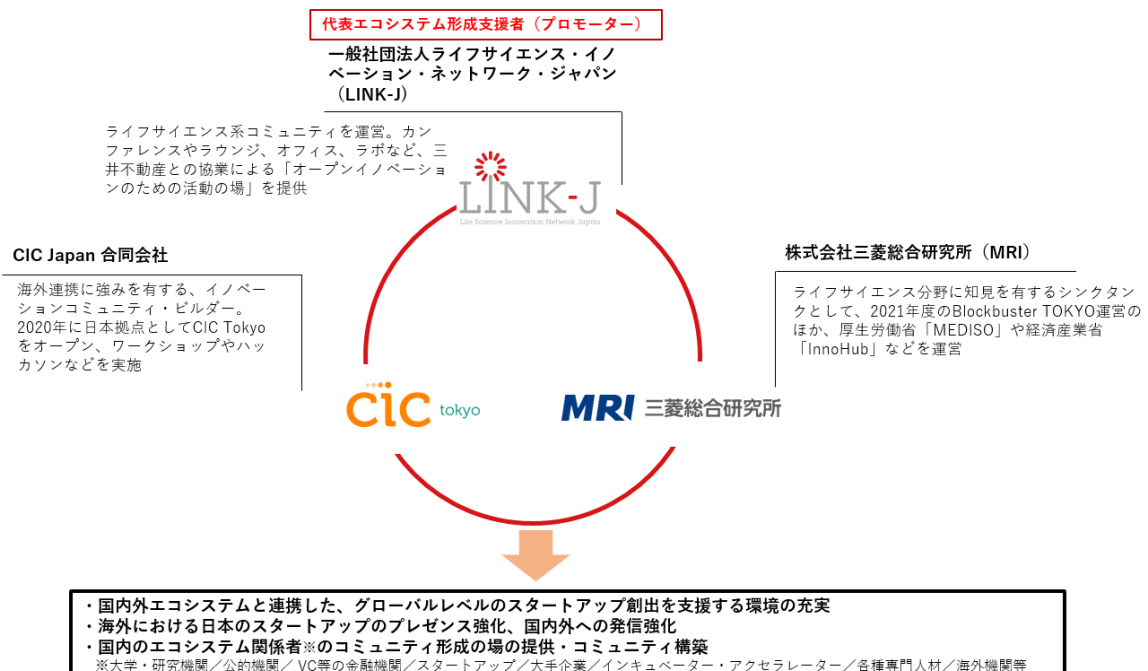 代表エコシステム形成支援者（プロモーター）
一般社団法人ライフサイエンス・イノ
ベーション・ネットワーク・ジャパン
（LINK-J）
ライフサイエンス系コミュニティを運営。カン
ファレンスやラウンジ、オフィス、ラボなど、三
井不動産との協業による「オープンイノベーショ
ンのための活動の場」を提供
LINK-J
Life Science Innovation Network Japan
CIC Japan 合同会社
海外連携に強みを有する、イノベー
ションコミュニティ・ビルダー。
2020年に日本拠点としてCIC Tokyo
をオープン、ワークショップやハッ
カソンなどを実施
株式会社三菱総合研究所（MRI）
ライフサイエンス分野に知見を有するシンクタン
クとして、2021年度のBlockbuster TOKYO運営の
ほか、厚生労働省「MEDISO」や経済産業省
「InnoHub」などを運営
CiC tokyo
MRI 三菱総合研究所
・国内外エコシステムと連携した、グローバルレベルのスタートアップ創出を支援する環境の充実
・海外における日本のスタートアップのプレゼンス強化、国内外への発信強化
・国内のエコシステム関係者※のコミュニティ形成の場の提供・コミュニティ構築
※大学・研究機関／公的機関／ VC等の金融機関／スタートアップ／大手企業／インキュベーター・アクセラレーター／各種専門人材／海外機関等